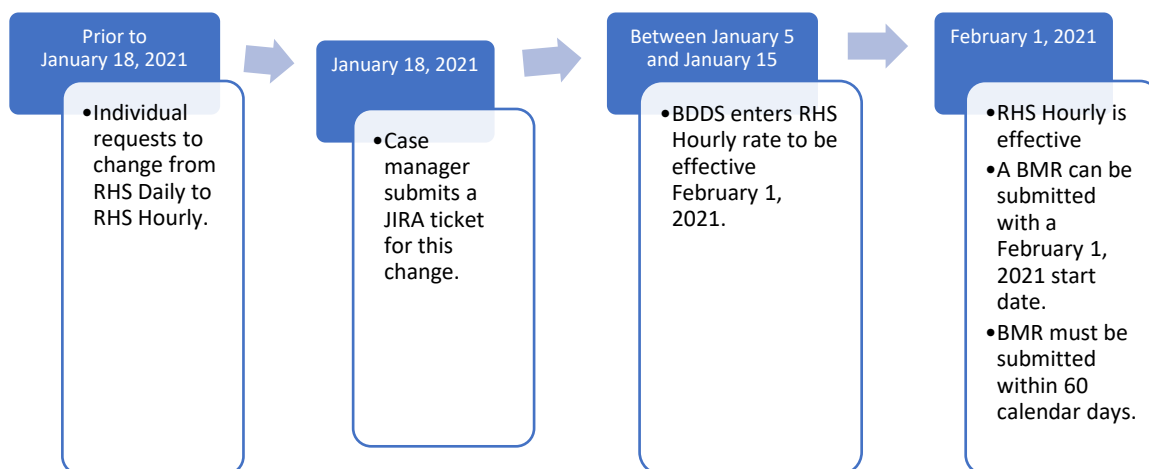 Prior to
January 18, 2021
•Individual
requests to
change from
RHS Daily to
RHS Hourly.
January 18, 2021
•Case
manager
submits a
JIRA ticket
for this
change.
Between January 5
and January 15
•BDDS enters RHS
Hourly rate to be
effective
February 1,
2021.
February 1, 2021
•RHS Hourly is
effective
•A BMR can be
submitted
with a
February 1,
2021 start
date.
•BMR must be
submitted
within 60
calendar days.